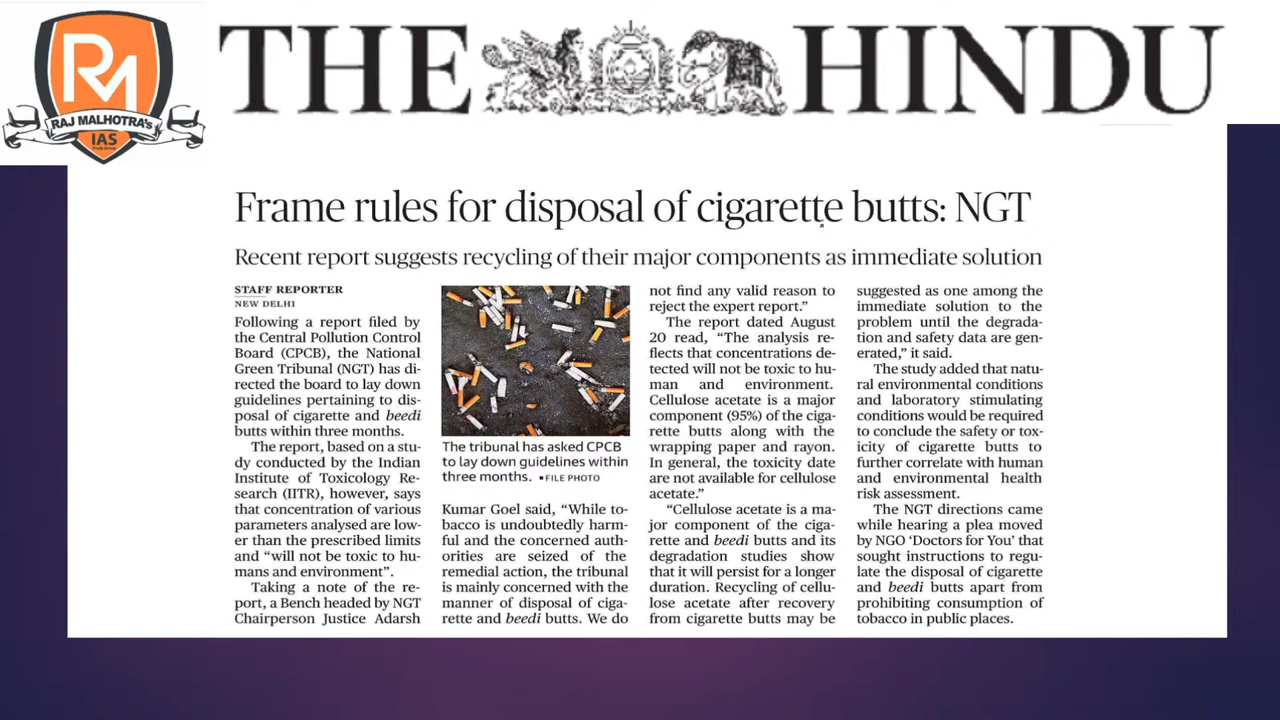 RM
RAJ MALHOTRA's
IAS
Study Group
THE HINDU
Frame rules for disposal of cigarette butts: NGT
Recent report suggests recycling of their major components as immediate solution
STAFF REPORTER
NEW DELHI
Following a report filed by
the Central Pollution Control
Board (CPCB), the National
Green Tribunal (NGT) has di-
rected the board to lay down
guidelines pertaining to dis-
posal of cigarette and beedi
butts within three months.
The report, based on a stu-
dy conducted by the Indian
Institute of Toxicology Re-
search (IITR), however, says
that concentration of various
parameters analysed are low-
er than the prescribed limits
and “will not be toxic to hu-
mans and environment”.
Taking a note of the re-
port, a Bench headed by NGT
Chairperson Justice Adarsh
The tribunal has asked CPCB
to lay down guidelines within
three months. ▪FILE PHOTO
Kumar Goel said, “While to-
bacco is undoubtedly harm-
ful and the concerned auth-
orities are seized of the
remedial action, the tribunal
is mainly concerned with the
manner of disposal of ciga-
rette and beedi butts. We do
not find any valid reason to
reject the expert report.”
The report dated August
20 read, “The analysis re-
flects that concentrations de-
tected will not be toxic to hu-
man and environment.
Cellulose acetate is a major
component (95%) of the ciga-
rette butts along with the
wrapping paper and rayon.
In general, the toxicity date
are not available for cellulose
acetate.”
“Cellulose acetate is a ma-
jor component of the ciga-
rette and beedi butts and its
degradation studies show
that it will persist for a longer
duration. Recycling of cellu-
lose acetate after recovery
from cigarette butts may be
suggested as one among the
immediate solution to the
problem until the degrada-
tion and safety data are gen-
erated,” it said.
The study added that natu-
ral environmental conditions
and laboratory stimulating
conditions would be required
to conclude the safety or tox-
icity of cigarette butts to
further correlate with human
and environmental health
risk assessment.
The NGT directions came
while hearing a plea moved
by NGO ‘Doctors for You’ that
sought instructions to regu-
late the disposal of cigarette
and beedi butts apart from
prohibiting consumption of
tobacco in public places.